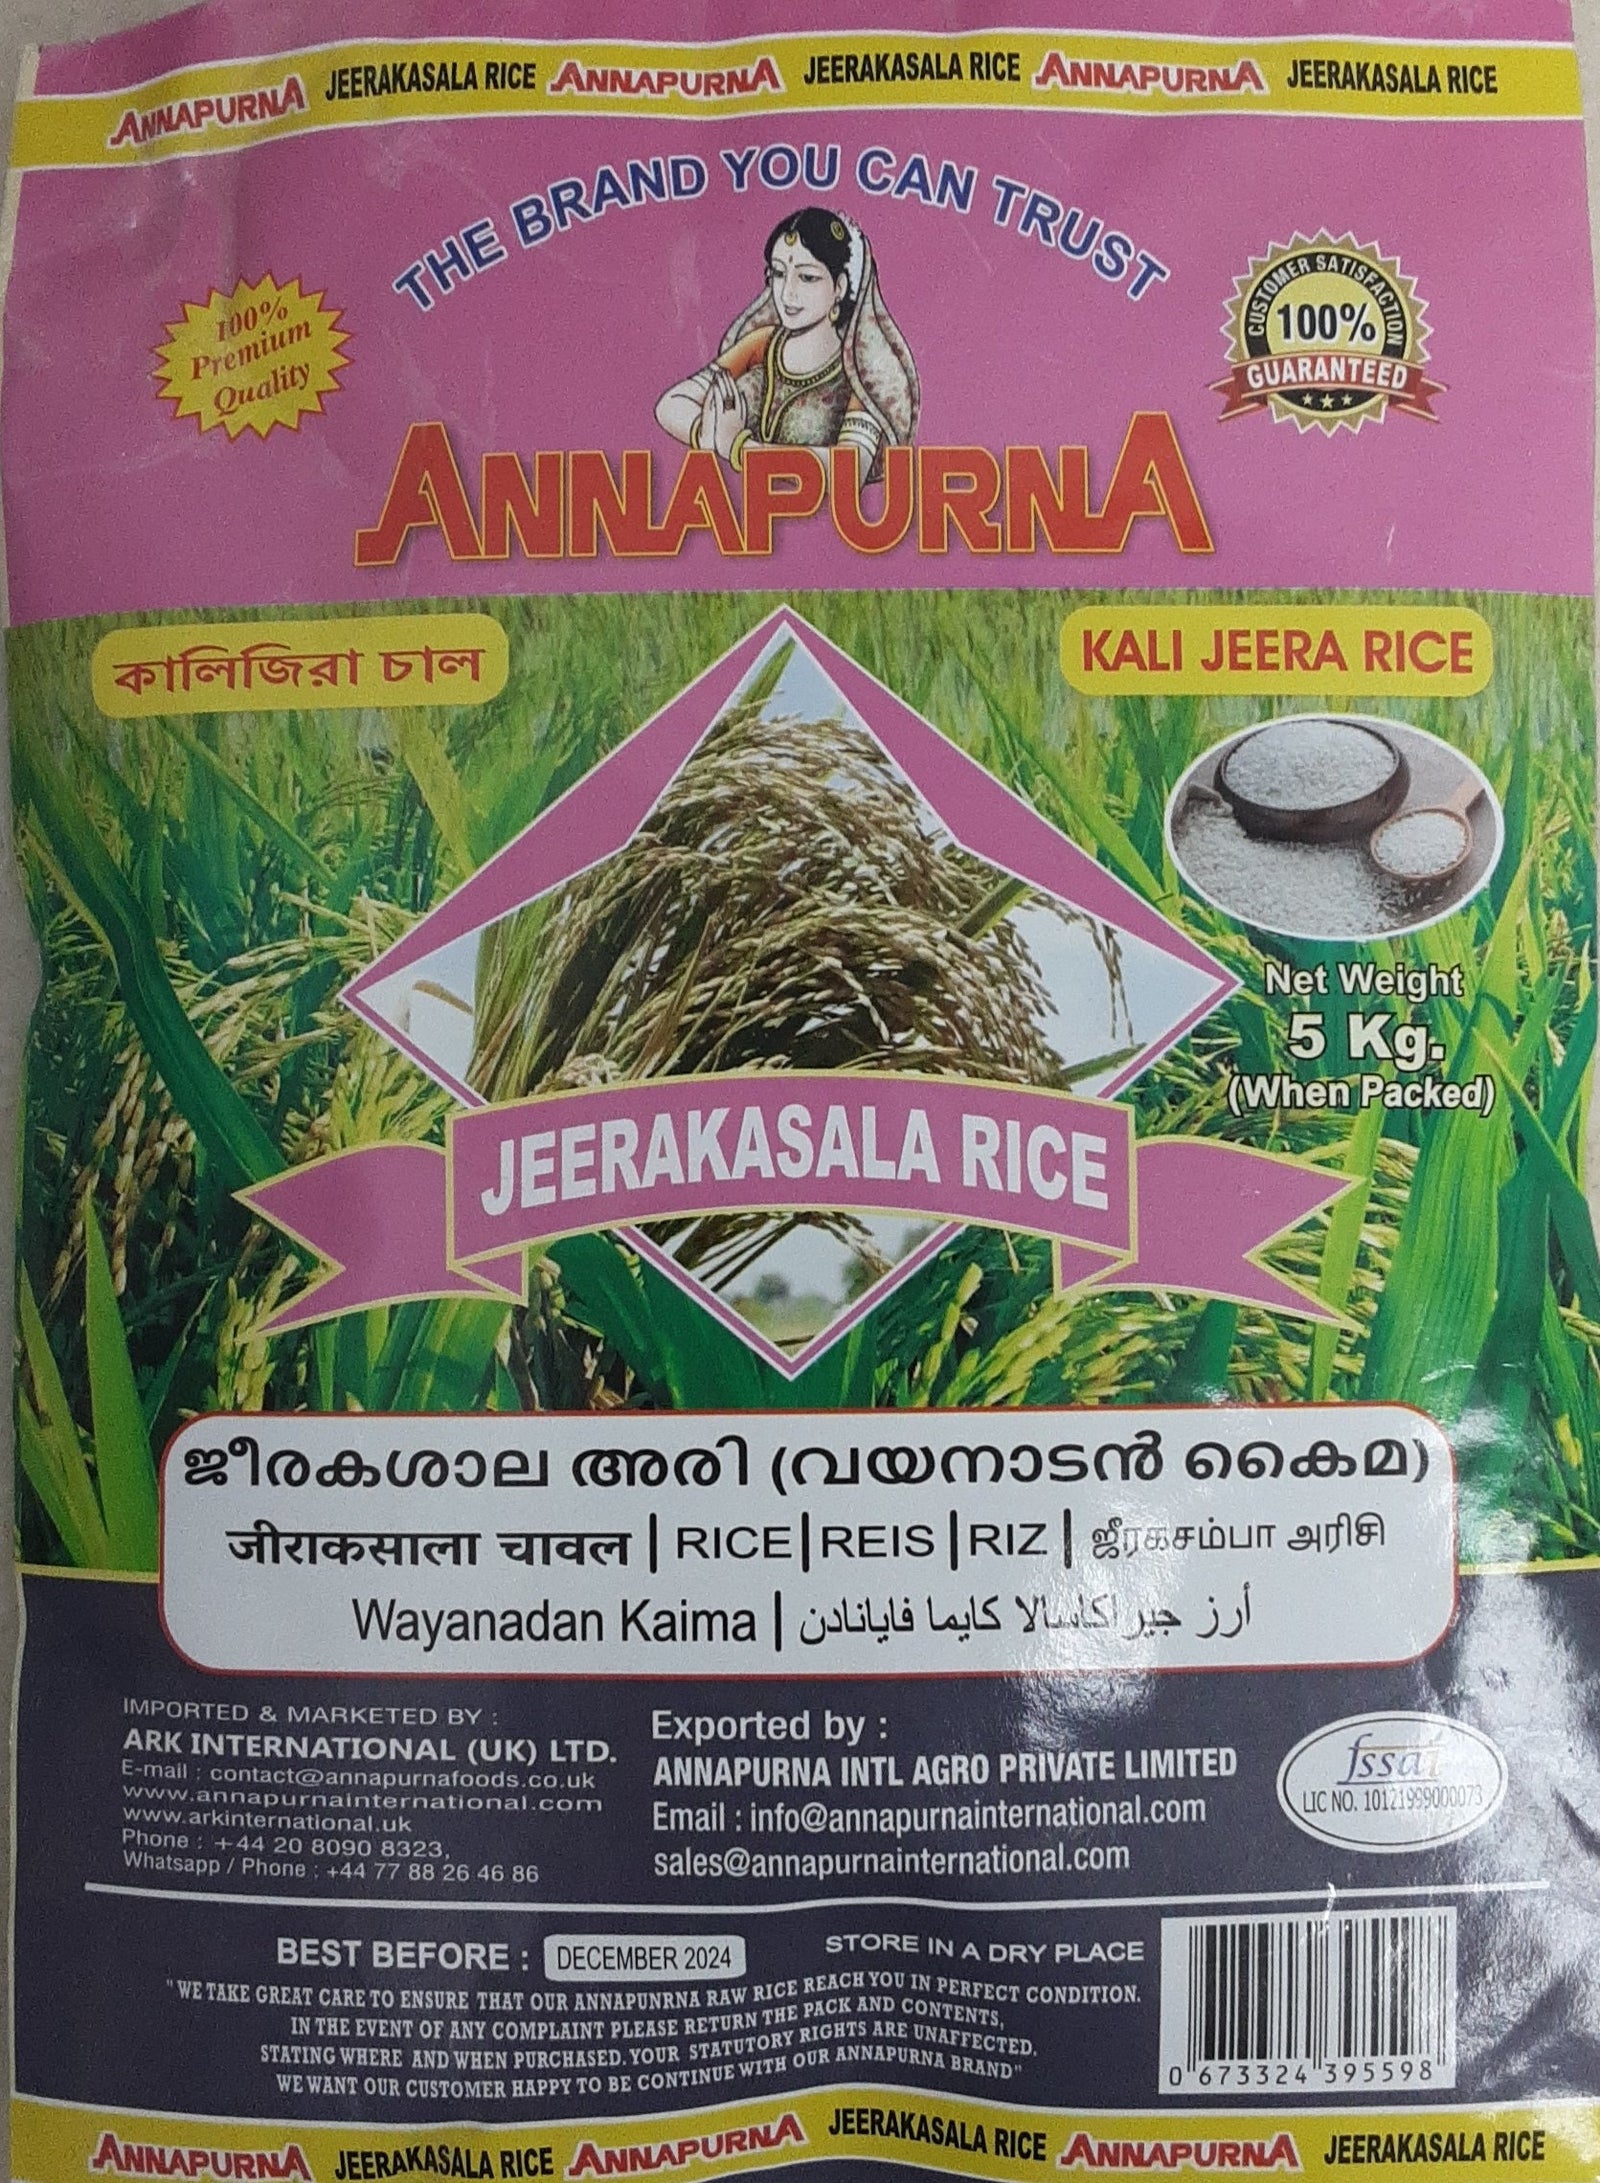 ANNAPURNA JEERAKASALA RICE ANNAPURNA JEERAKASALA RICE ANNAPURNA JEERAKASALA RICE
THE BRAND YOU CAN TRUST
100%
Premium
Quality
CUSTOMER SATISFACTION
100%
GUARANTEED
ANNAPURNA
কালিজিরা চাল
KALI JEERA RICE
Net Weight
5 Kg.
(When Packed)
JEERAKASALA RICE
ജീരകശാല അരി (വയനാടൻ കൈമ)
जीराकसाला चावल | RICE | REIS | RIZ | ஜீரகசம்பா அரிசி
Wayanadan Kaima | أرز جيراكاسالا كايما فايانادن
IMPORTED & MARKETED BY :
ARK INTERNATIONAL (UK) LTD.
E-mail : contact@annapurnafoods.co.uk
www.annapurnainternational.com
www.arkinternational.uk
Phone : +44 20 8090 8323,
Whatsapp / Phone : +44 77 88 26 46 86
Exported by :
ANNAPURNA INTL AGRO PRIVATE LIMITED
Email : info@annapurnainternational.com
sales@annapurnainternational.com
fssai
LIC NO. 10121999000073
BEST BEFORE : DECEMBER 2024
STORE IN A DRY PLACE
"WE TAKE GREAT CARE TO ENSURE THAT OUR ANNAPUNRNA RAW RICE REACH YOU IN PERFECT CONDITION.
IN THE EVENT OF ANY COMPLAINT PLEASE RETURN THE PACK AND CONTENTS,
STATING WHERE AND WHEN PURCHASED. YOUR STATUTORY RIGHTS ARE UNAFFECTED.
WE WANT OUR CUSTOMER HAPPY TO BE CONTINUE WITH OUR ANNAPURNA BRAND"
0 673324 395598
ANNAPURNA JEERAKASALA RICE ANNAPURNA JEERAKASALA RICE ANNAPURNA JEERAKASALA RICE